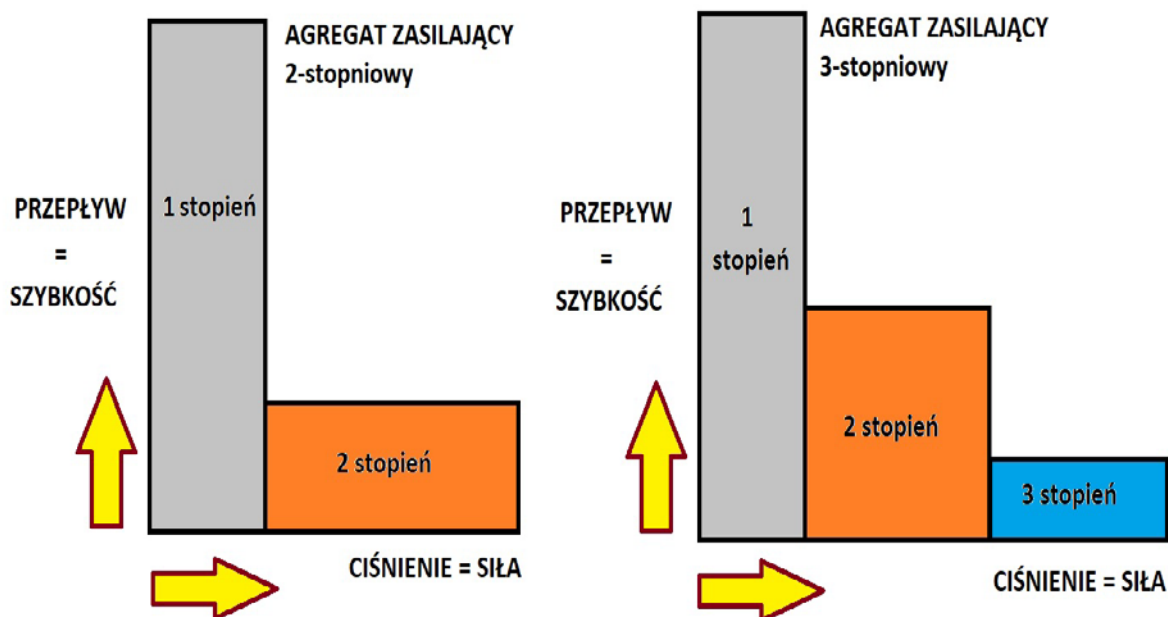 AGREGAT ZASILAJĄCY
2-stopniowy
PRZEPŁYW
=
SZYBKOŚĆ
1 stopień
2 stopień
CIŚNIENIE = SIŁA
AGREGAT ZASILAJĄCY
3-stopniowy
PRZEPŁYW
=
SZYBKOŚĆ
1
stopień
2 stopień
3 stopień
CIŚNIENIE = SIŁA